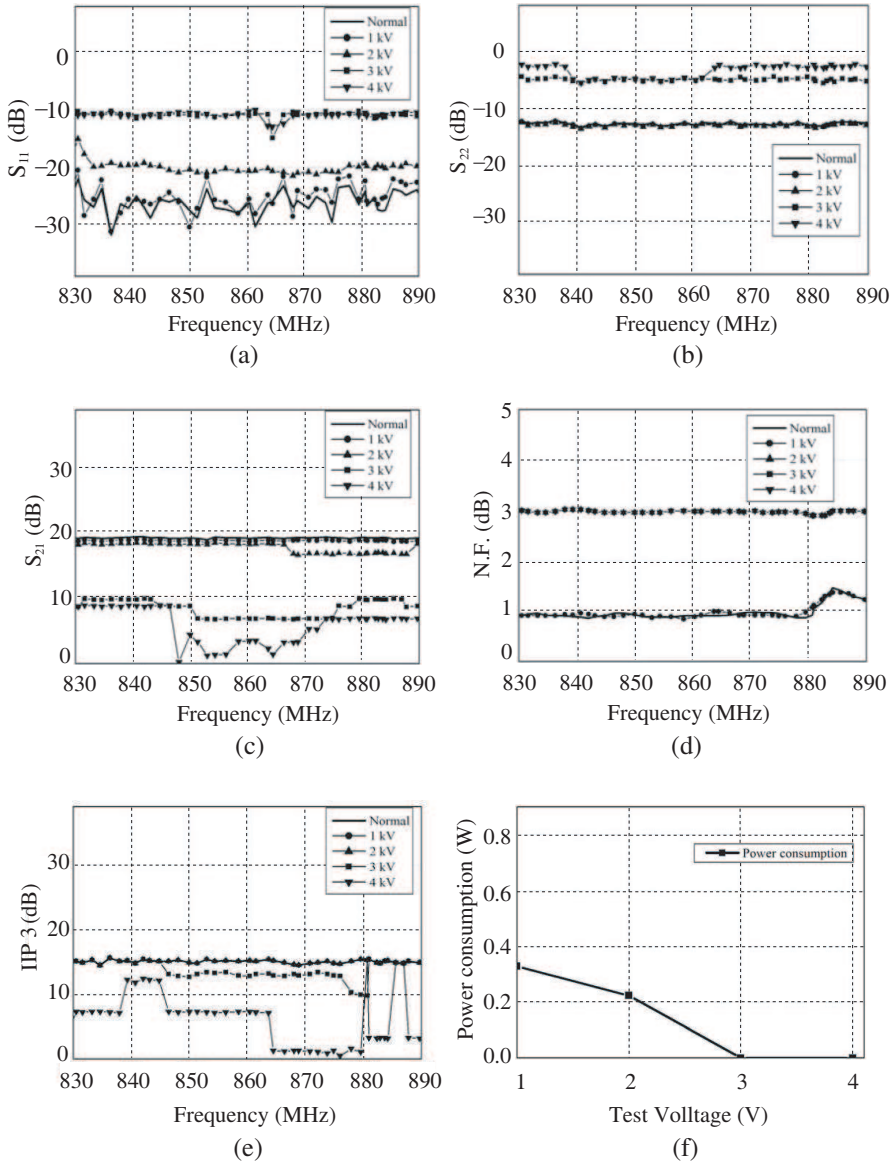 Normal
1 kV
2 kV
3 kV
4 kV
0
−10
−20
−30
S11 (dB)
830 840 850 860 870 880 890
Frequency (MHz)
(a)
Normal
1 kV
2 kV
3 kV
4 kV
0
−10
−20
−30
S22 (dB)
830 840 850 860 870 880 890
Frequency (MHz)
(b)
Normal
1 kV
2 kV
3 kV
4 kV
30
20
10
0
S21 (dB)
830 840 850 860 870 880 890
Frequency (MHz)
(c)
Normal
1 kV
2 kV
3 kV
4 kV
5
4
3
2
1
0
N.F. (dB)
830 840 850 860 870 880 890
Frequency (MHz)
(d)
Normal
1 kV
2 kV
3 kV
4 kV
30
20
10
0
IIP 3 (dB)
830 840 850 860 870 880 890
Frequency (MHz)
(e)
Power consumption
0.8
0.6
0.4
0.2
0.0
Power consumption (W)
1 2 3 4
Test Volltage (V)
(f)